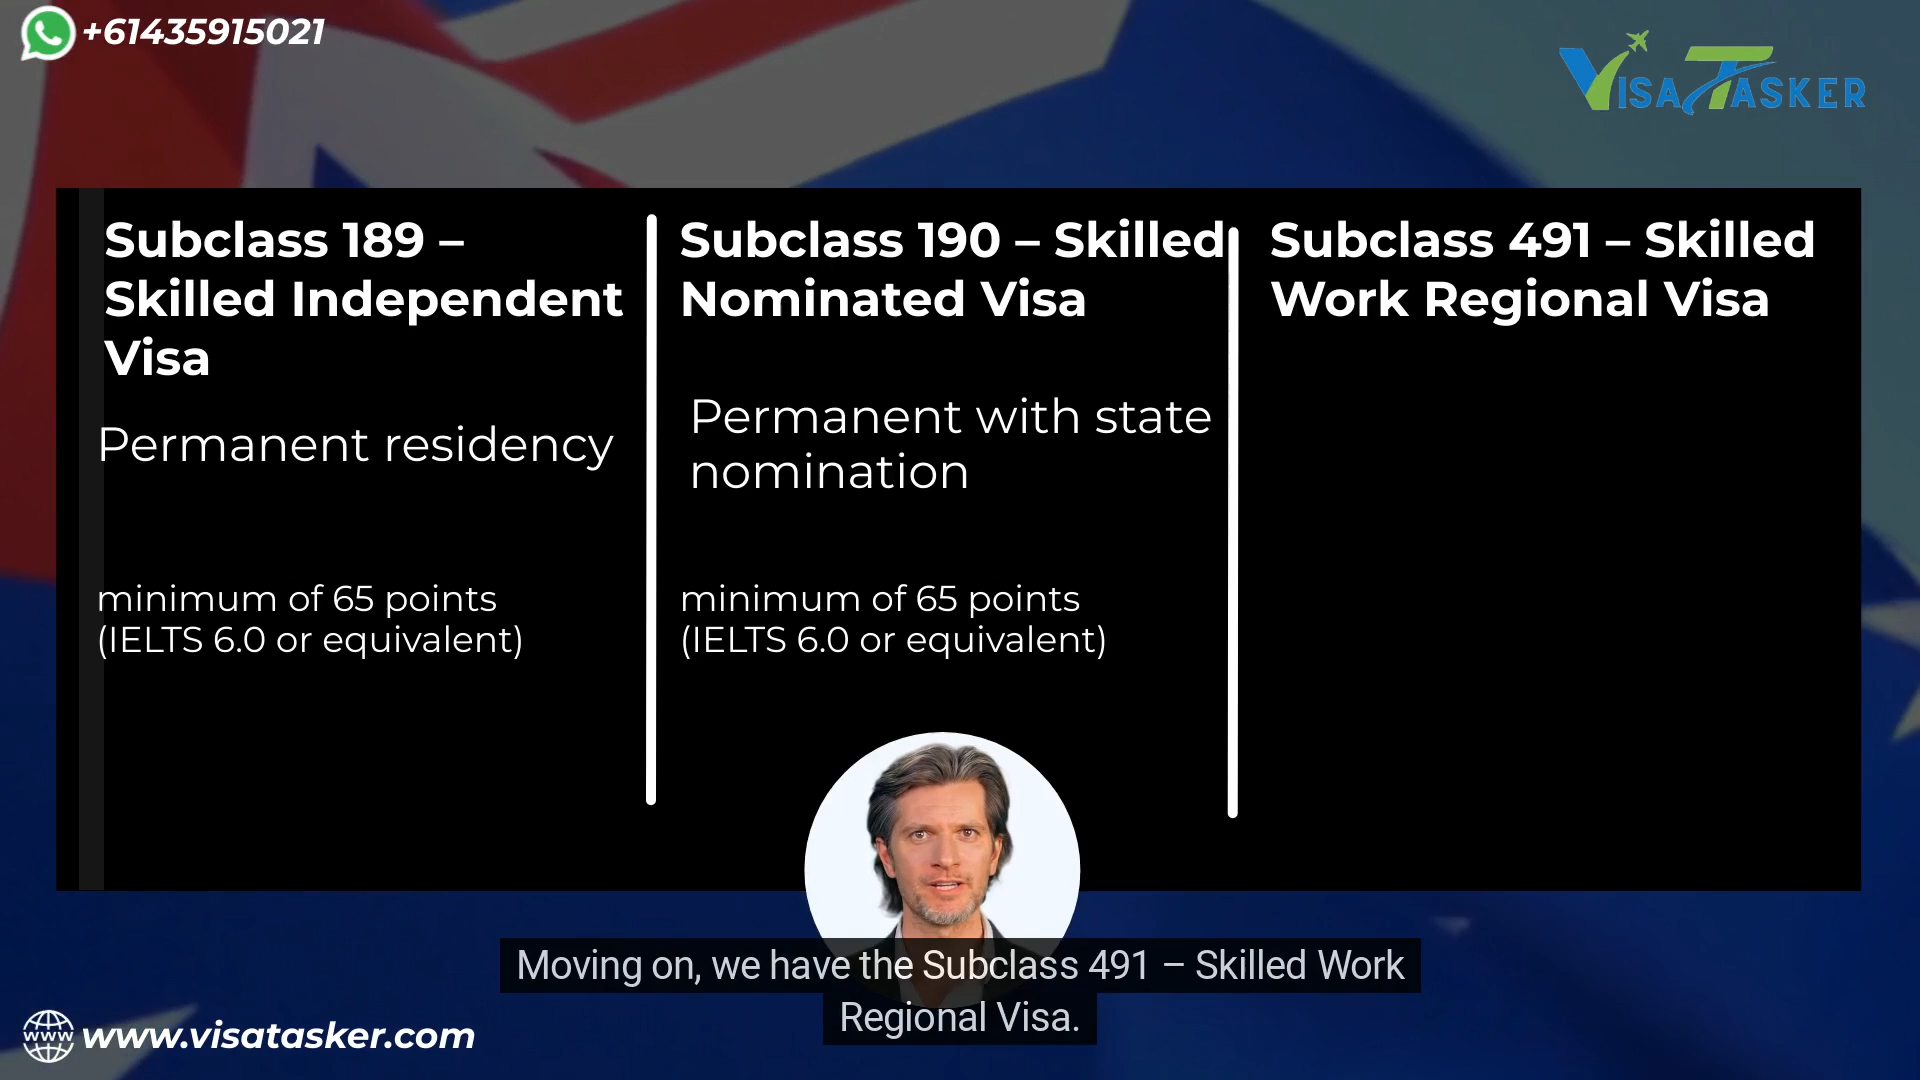 +61435915021
VISA TASKER
Subclass 189 –
Skilled Independent
Visa
Permanent residency
minimum of 65 points
(IELTS 6.0 or equivalent)
Subclass 190 – Skilled
Nominated Visa
Permanent with state
nomination
minimum of 65 points
(IELTS 6.0 or equivalent)
Subclass 491 – Skilled
Work Regional Visa
Moving on, we have the Subclass 491 – Skilled Work
Regional Visa.
www
www.visatasker.com